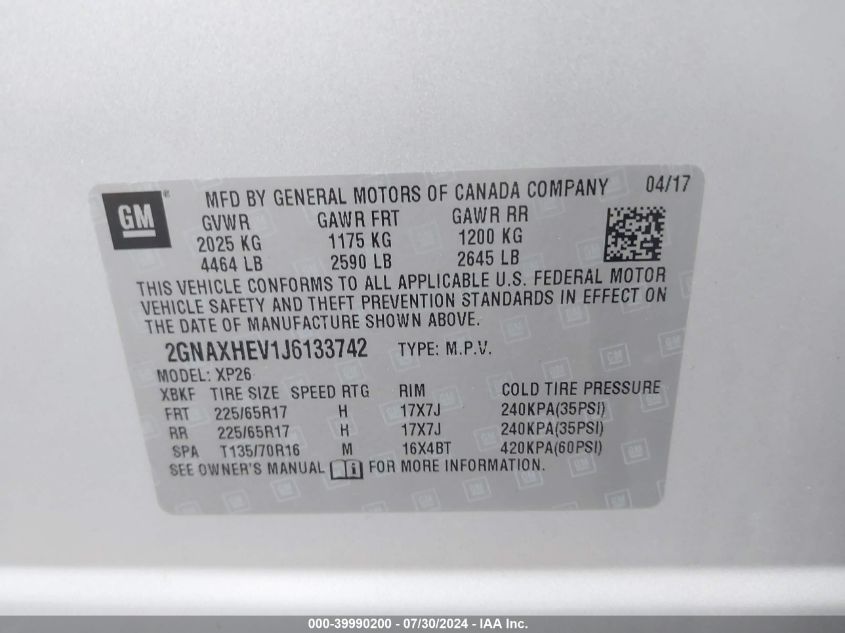 GM ® MFD BY GENERAL MOTORS OF CANADA COMPANY 04/17
GVWR GAWR FRT GAWR RR
2025 KG 1175 KG 1200 KG
4464 LB 2590 LB 2645 LB
THIS VEHICLE CONFORMS TO ALL APPLICABLE U.S. FEDERAL MOTOR
VEHICLE SAFETY AND THEFT PREVENTION STANDARDS IN EFFECT ON
THE DATE OF MANUFACTURE SHOWN ABOVE.
2GNAXHEV1J6133742 TYPE: M.P.V.
MODEL: XP26
XBKF TIRE SIZE SPEED RTG RIM COLD TIRE PRESSURE
FRT 225/65R17 H 17X7J 240KPA(35PSI)
RR 225/65R17 H 17X7J 240KPA(35PSI)
SPA T135/70R16 M 16X4BT 420KPA(60PSI)
SEE OWNER'S MANUAL i FOR MORE INFORMATION.
000-39990200 - 07/30/2024 - IAA Inc.